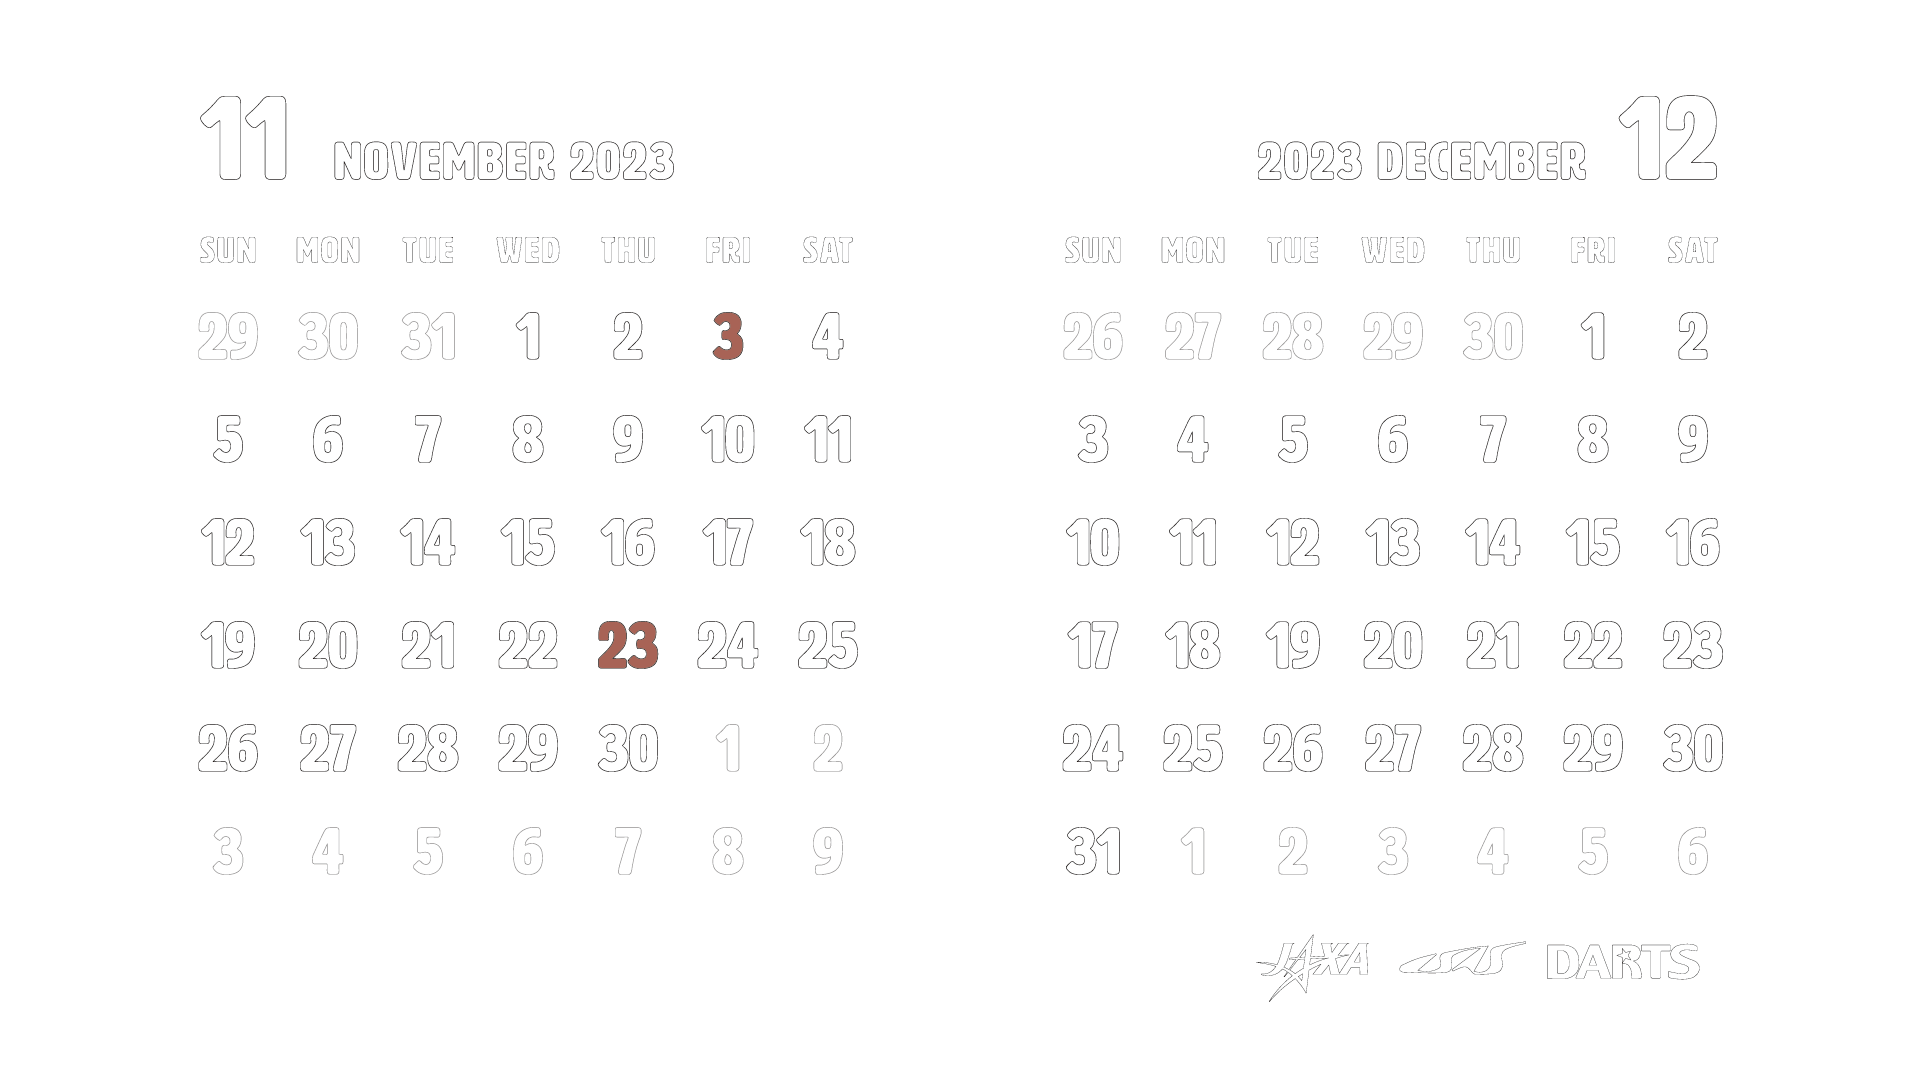 11 NOVEMBER 2023
SUN MON TUE WED THU FRI SAT
29 30 31 1 2 3 4
5 6 7 8 9 10 11
12 13 14 15 16 17 18
19 20 21 22 23 24 25
26 27 28 29 30 1 2
3 4 5 6 7 8 9
2023 DECEMBER 12
SUN MON TUE WED THU FRI SAT
26 27 28 29 30 1 2
3 4 5 6 7 8 9
10 11 12 13 14 15 16
17 18 19 20 21 22 23
24 25 26 27 28 29 30
31 1 2 3 4 5 6
JAXA ISAS DARTS